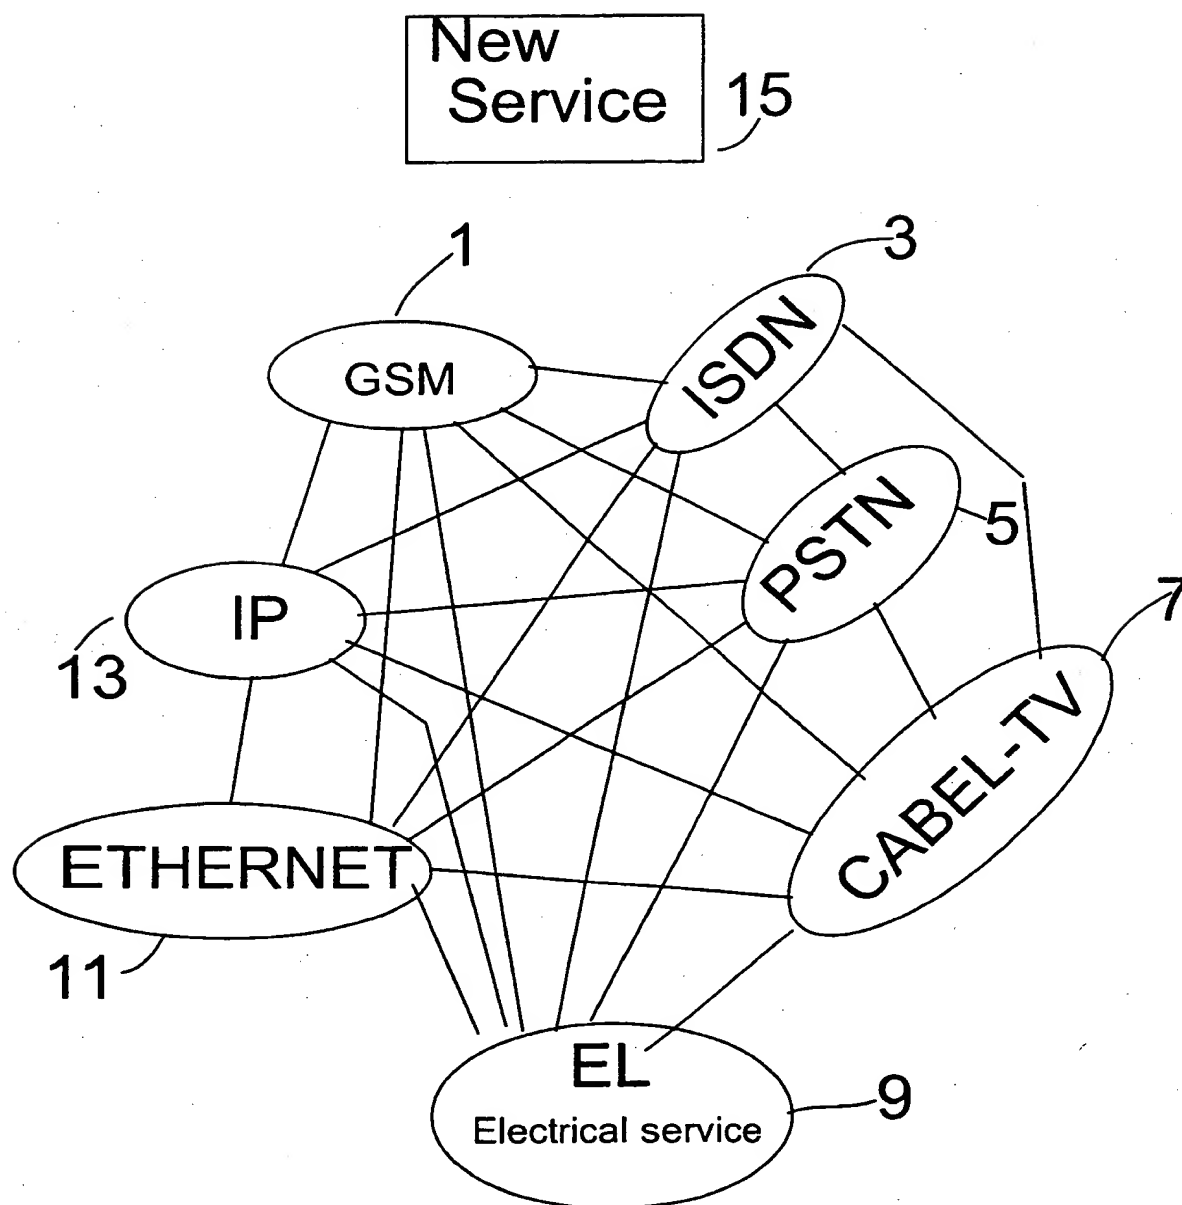 New
Service
15
1
3
GSM
ISDN
PSTN
5
IP
13
7
CABEL-TV
ETHERNET
11
EL
Electrical service
9